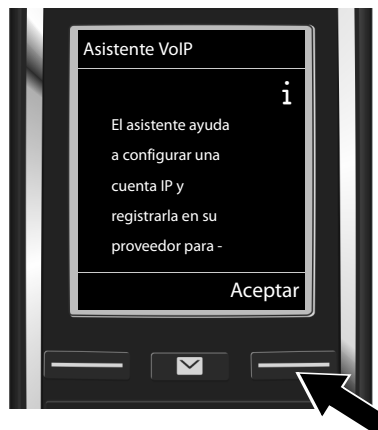 Asistente VoIP
i
El asistente ayuda
a configurar una
cuenta IP y
registrarla en su
proveedor para -
Aceptar